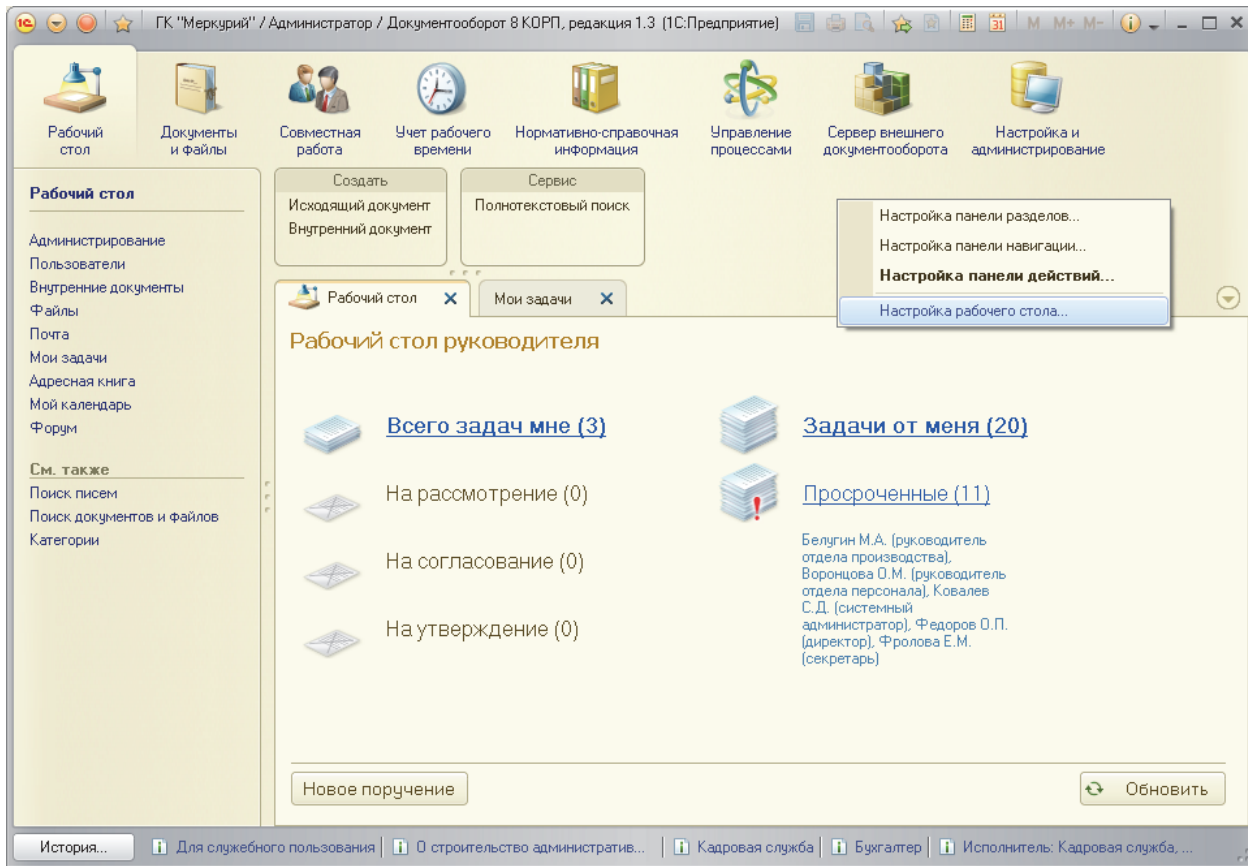 ГК "Меркурий" / Администратор / Документооборот 8 КОРП, редакция 1.3 (1С:Предприятие)
31 M M+ M-
Рабочий
стол
Документы
и файлы
Совместная
работа
Учет рабочего
времени
Нормативно-справочная
информация
Управление
процессами
Сервер внешнего
документооборота
Настройка и
администрирование
Рабочий стол
Администрирование
Пользователи
Внутренние документы
Файлы
Почта
Мои задачи
Адресная книга
Мой календарь
Форум
См. также
Поиск писем
Поиск документов и файлов
Категории
Создать
Исходящий документ
Внутренний документ
Сервис
Полнотекстовый поиск
Настройка панели разделов...
Настройка панели навигации...
Настройка панели действий...
Настройка рабочего стола...
Рабочий стол
Мои задачи
Рабочий стол руководителя
Всего задач мне (3)
На рассмотрение (0)
На согласование (0)
На утверждение (0)
Задачи от меня (20)
Просроченные (11)
Белугин М.А. (руководитель
отдела производства),
Воронцова О.М. (руководитель
отдела персонала), Ковалев
С.Д. (системный
администратор), Федоров О.П.
(директор), Фролова Е.М.
(секретарь)
Новое поручение
Обновить
История...
Для служебного пользования
О строительство административ...
Кадровая служба
Бухгалтер
Исполнитель: Кадровая служба, ...